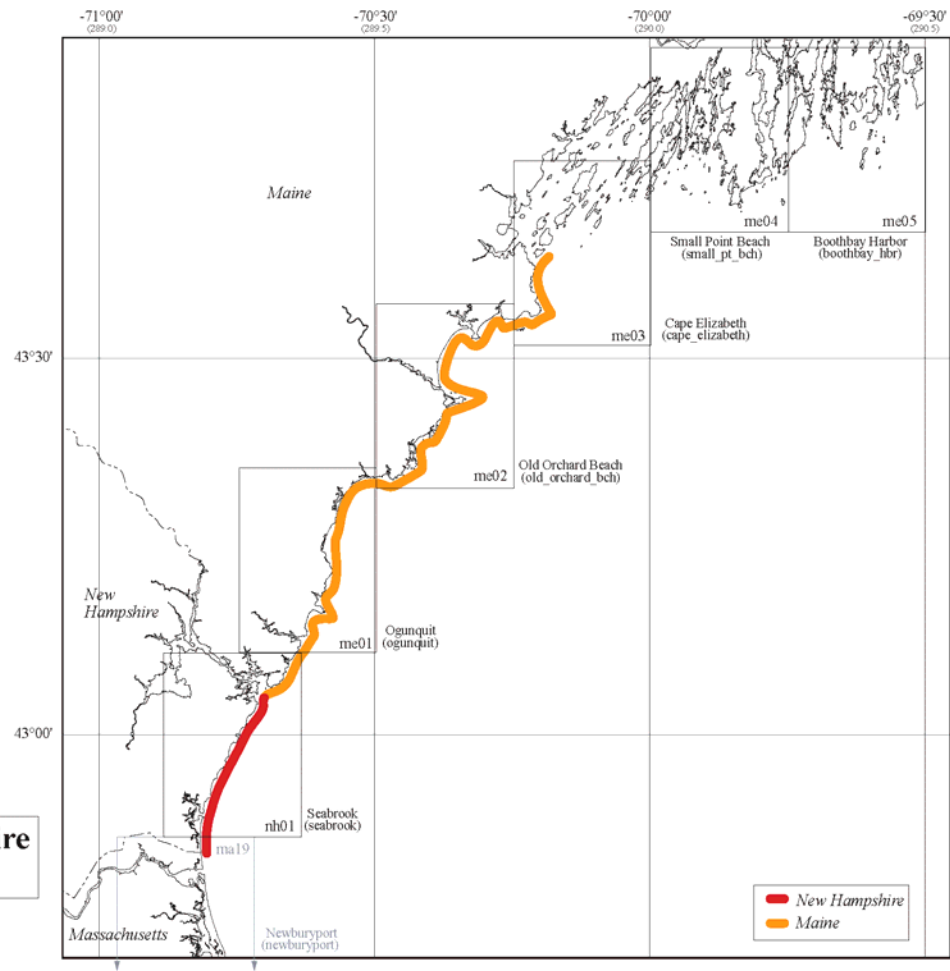 -71°00'
(289.0)
-70°30'
(289.5)
-70°00'
(290.0)
-69°30'
(290.5)
Maine
me04
me05
Small Point Beach
(small_pt_bch)
Boothbay Harbor
(boothbay_hbr)
me03
Cape Elizabeth
(cape_elizabeth)
43°30'
me02
Old Orchard Beach
(old_orchard_bch)
New
Hampshire
me01
Ogunquit
(ogunquit)
43°00'
nh01
Seabrook
(seabrook)
re
ma19
Massachusetts
Newburyport
(newburyport)
New Hampshire
Maine